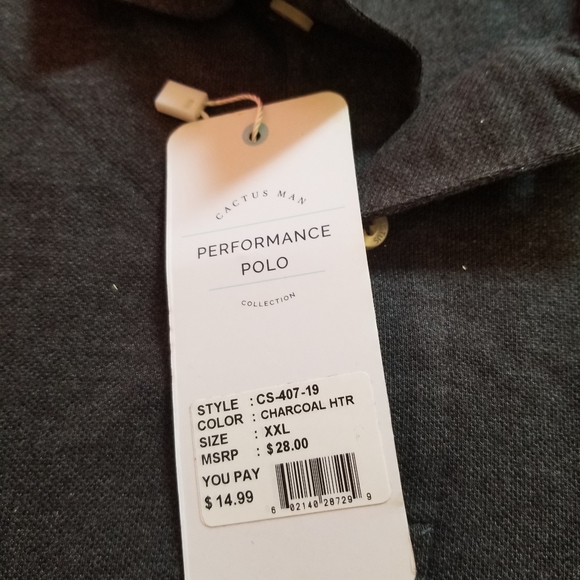 CACTUS MAN
PERFORMANCE
POLO
COLLECTION
STYLE : CS-407-19
COLOR : CHARCOAL HTR
SIZE : XXL
MSRP : $28.00
YOU PAY
$14.99
6 02140 28729 9